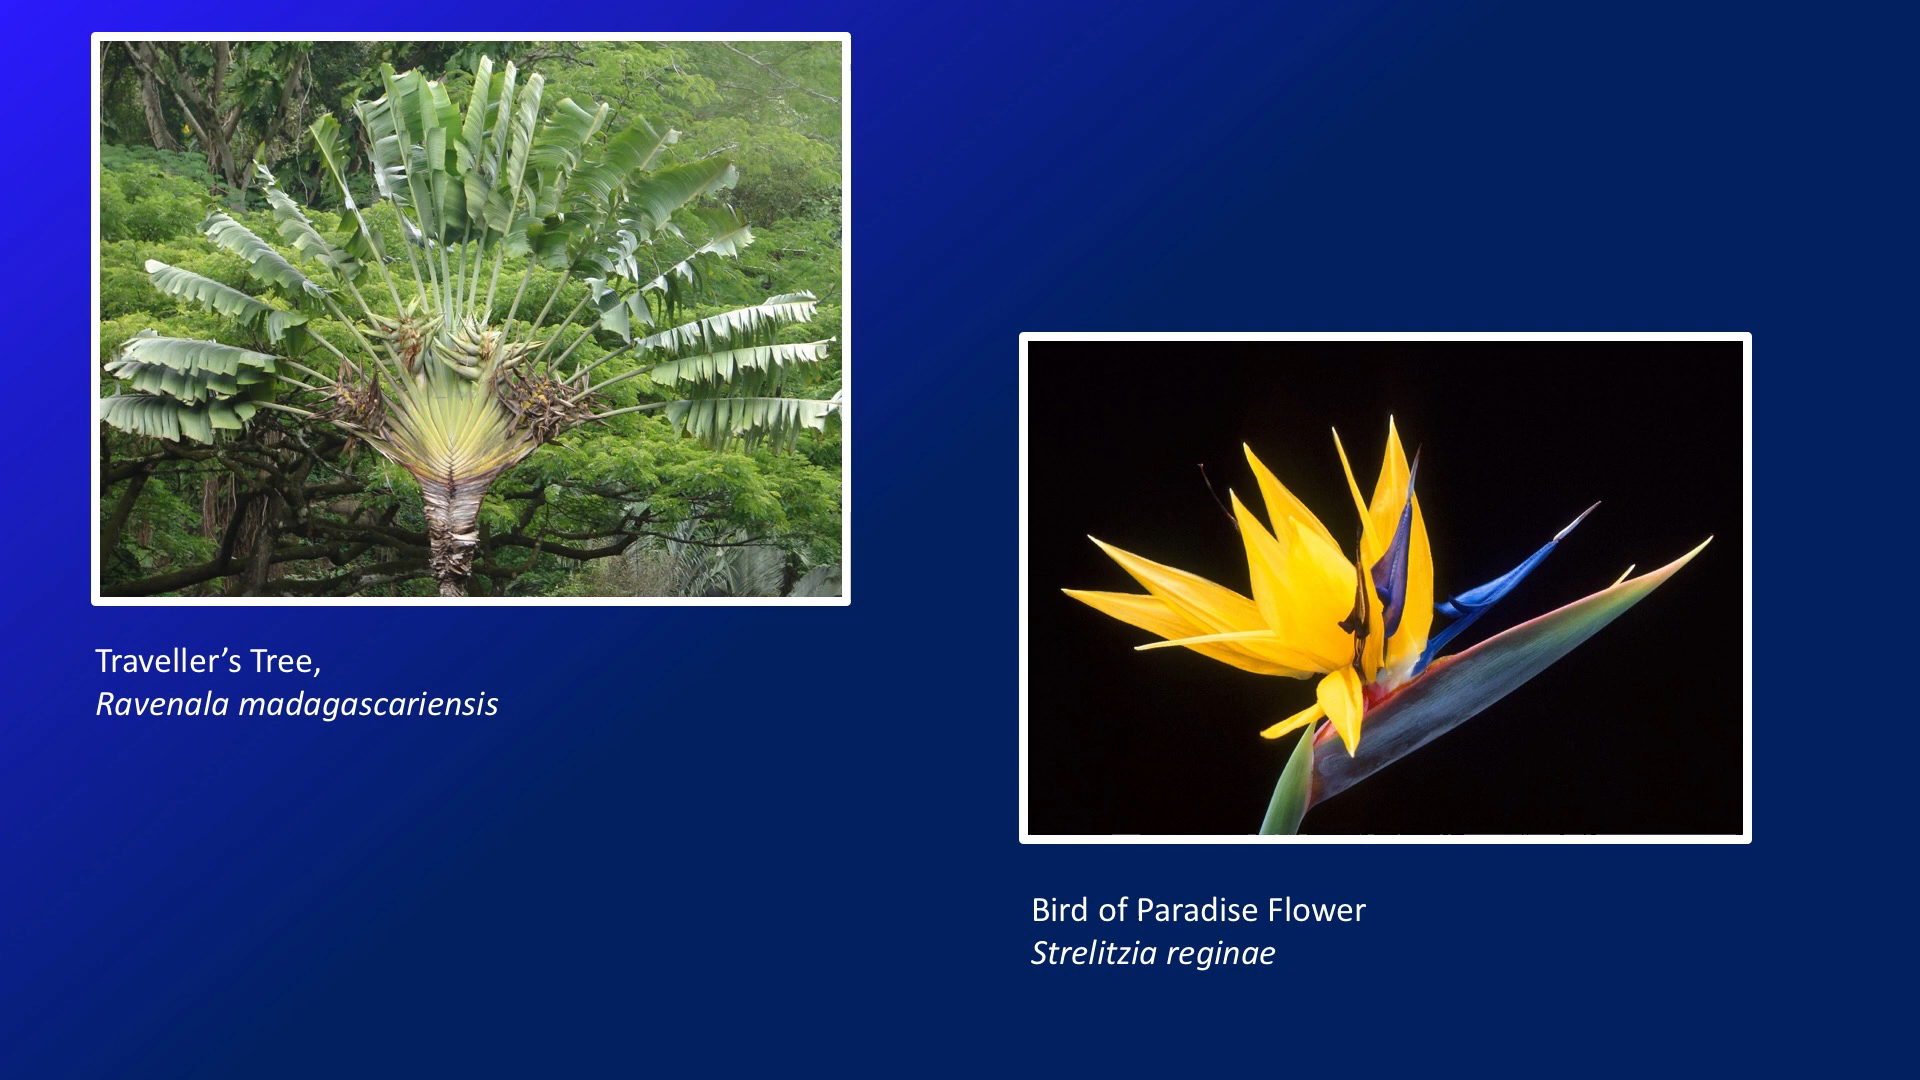 Traveller’s Tree,
Ravenala madagascariensis
Bird of Paradise Flower
Strelitzia reginae